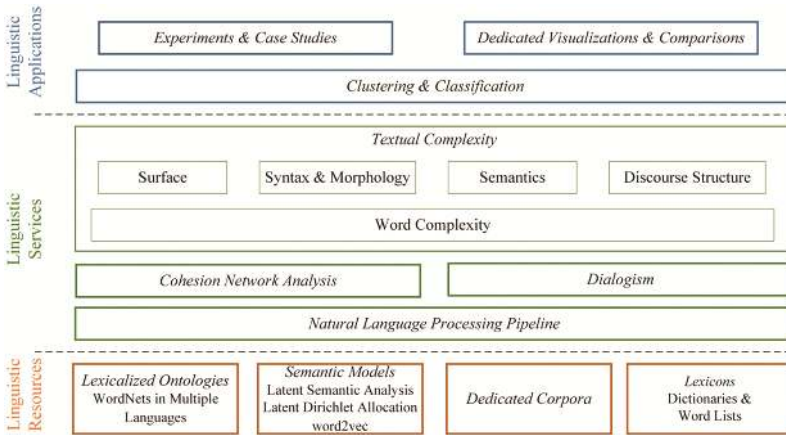 Linguistic
Applications
Experiments & Case Studies
Dedicated Visualizations & Comparisons
Clustering & Classification
Linguistic
Services
Textual Complexity
Surface
Syntax & Morphology
Semantics
Discourse Structure
Word Complexity
Cohesion Network Analysis
Dialogism
Natural Language Processing Pipeline
Linguistic
Resources
Lexicalized Ontologies
WordNets in Multiple
Languages
Semantic Models
Latent Semantic Analysis
Latent Dirichlet Allocation
word2vec
Dedicated Corpora
Lexicons
Dictionaries &
Word Lists